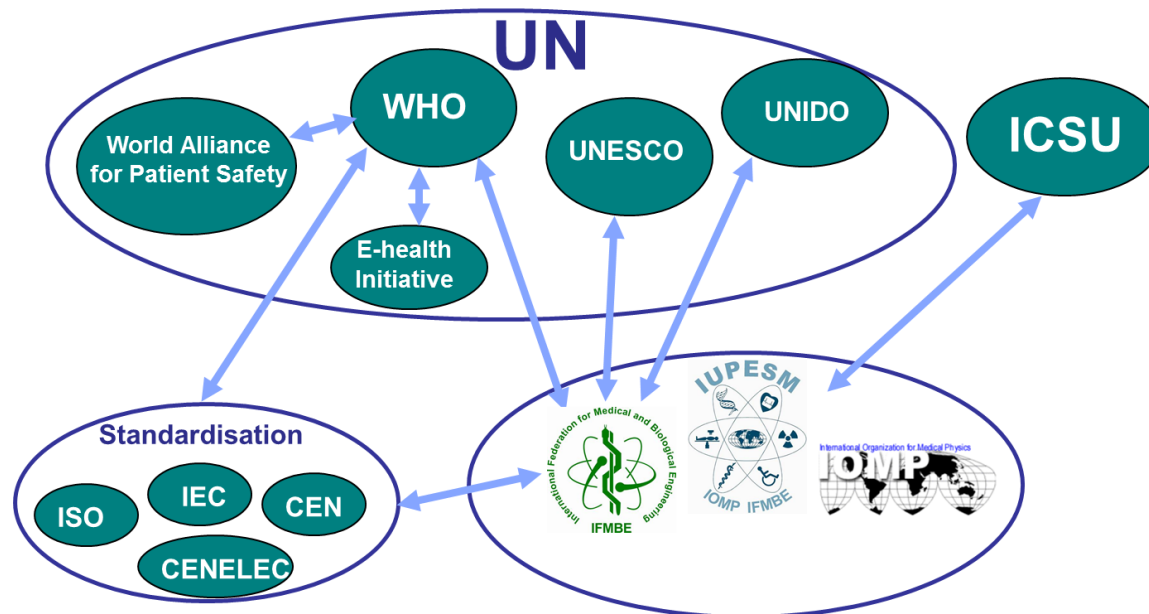 UN
WHO
World Alliance
for Patient Safety
UNESCO
UNIDO
ICSU
E-health
Initiative
Standardisation
ISO
IEC
CEN
CENELEC
International Federation for Medical and Biological Engineering
IFMBE
IUPESM
IOMP IFMBE
International Organization for Medical Physics
IOMP